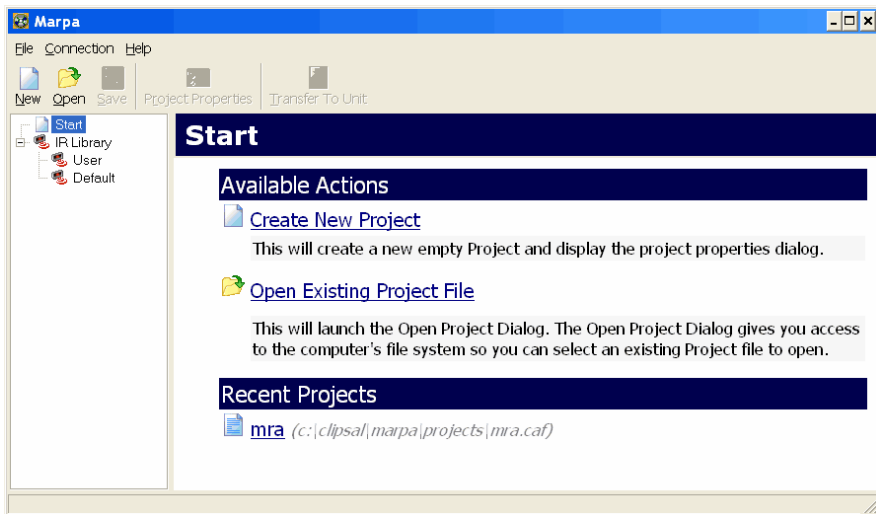 Marpa
File Connection Help
New Open Save Project Properties Transfer To Unit
Start
IR Library
User
Default
Start
Available Actions
Create New Project
This will create a new empty Project and display the project properties dialog.
Open Existing Project File
This will launch the Open Project Dialog. The Open Project Dialog gives you access
to the computer's file system so you can select an existing Project file to open.
Recent Projects
mra (c:\clipsal\marpa\projects\mra.caf)